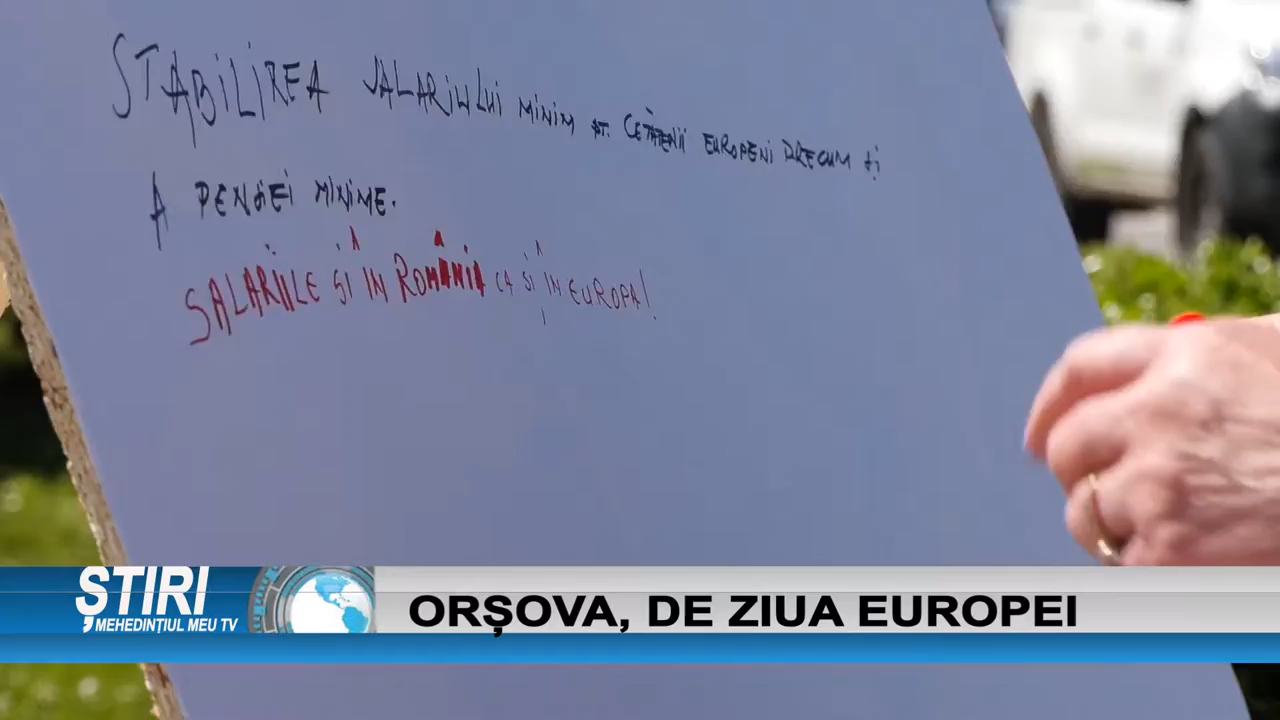 STABILIREA SALARIULUI MINIM PT. CETĂȚENII EUROPENI PRECUM ȘI
A PENSIEI MINIME.
SALARIILE ȘI ÎN ROMÂNIA CA ȘI ÎN EUROPA!
ȘTIRI
MEHEDINȚIUL MEU TV
ORȘOVA, DE ZIUA EUROPEI